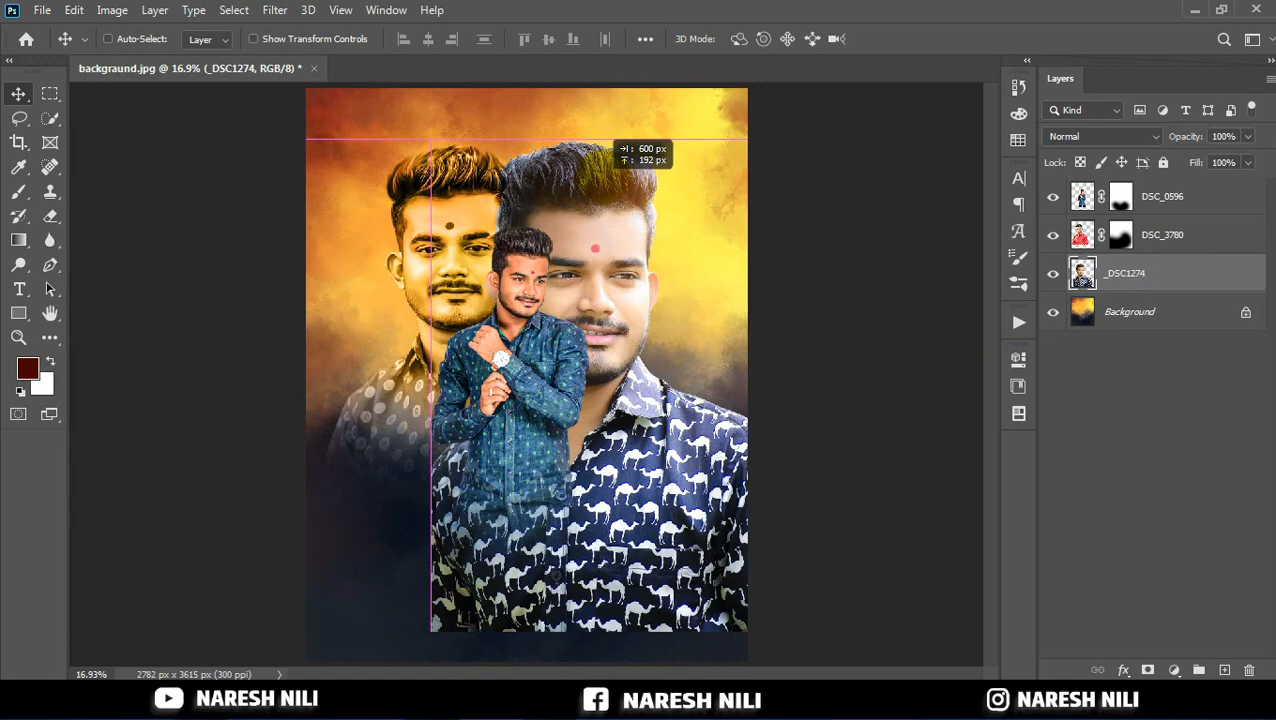 Ps File Edit Image Layer Type Select Filter 3D View Window Help
Auto-Select: Layer Show Transform Controls 3D Mode:
background.jpg @ 16.9% (_DSC1274, RGB/8) *
Layers
Kind
Normal Opacity: 100%
Lock: Fill: 100%
600 px
192 px
DSC_0596
DSC_3780
_DSC1274
Background
16.93% 2782 px x 3615 px (300 ppi)
NARESH NILI NARESH NILI NARESH NILI